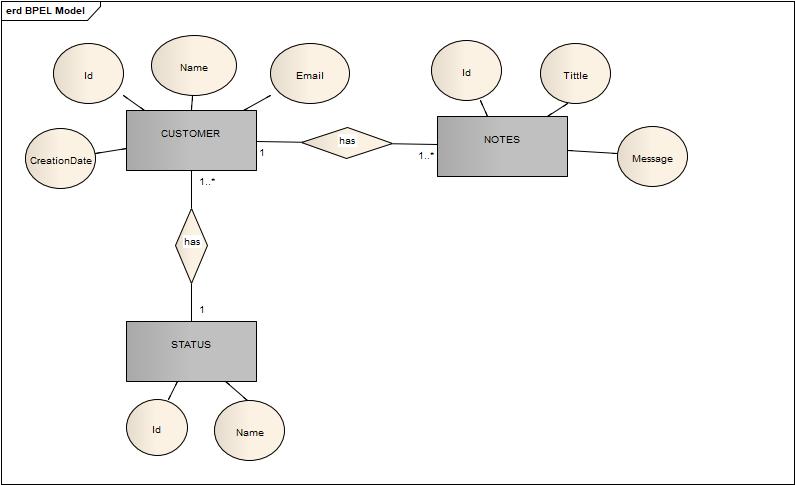 erd BPEL Model
Id
Name
Email
CreationDate
CUSTOMER
1
has
1..*
Id
Tittle
NOTES
Message
1..*
has
1
STATUS
Id
Name